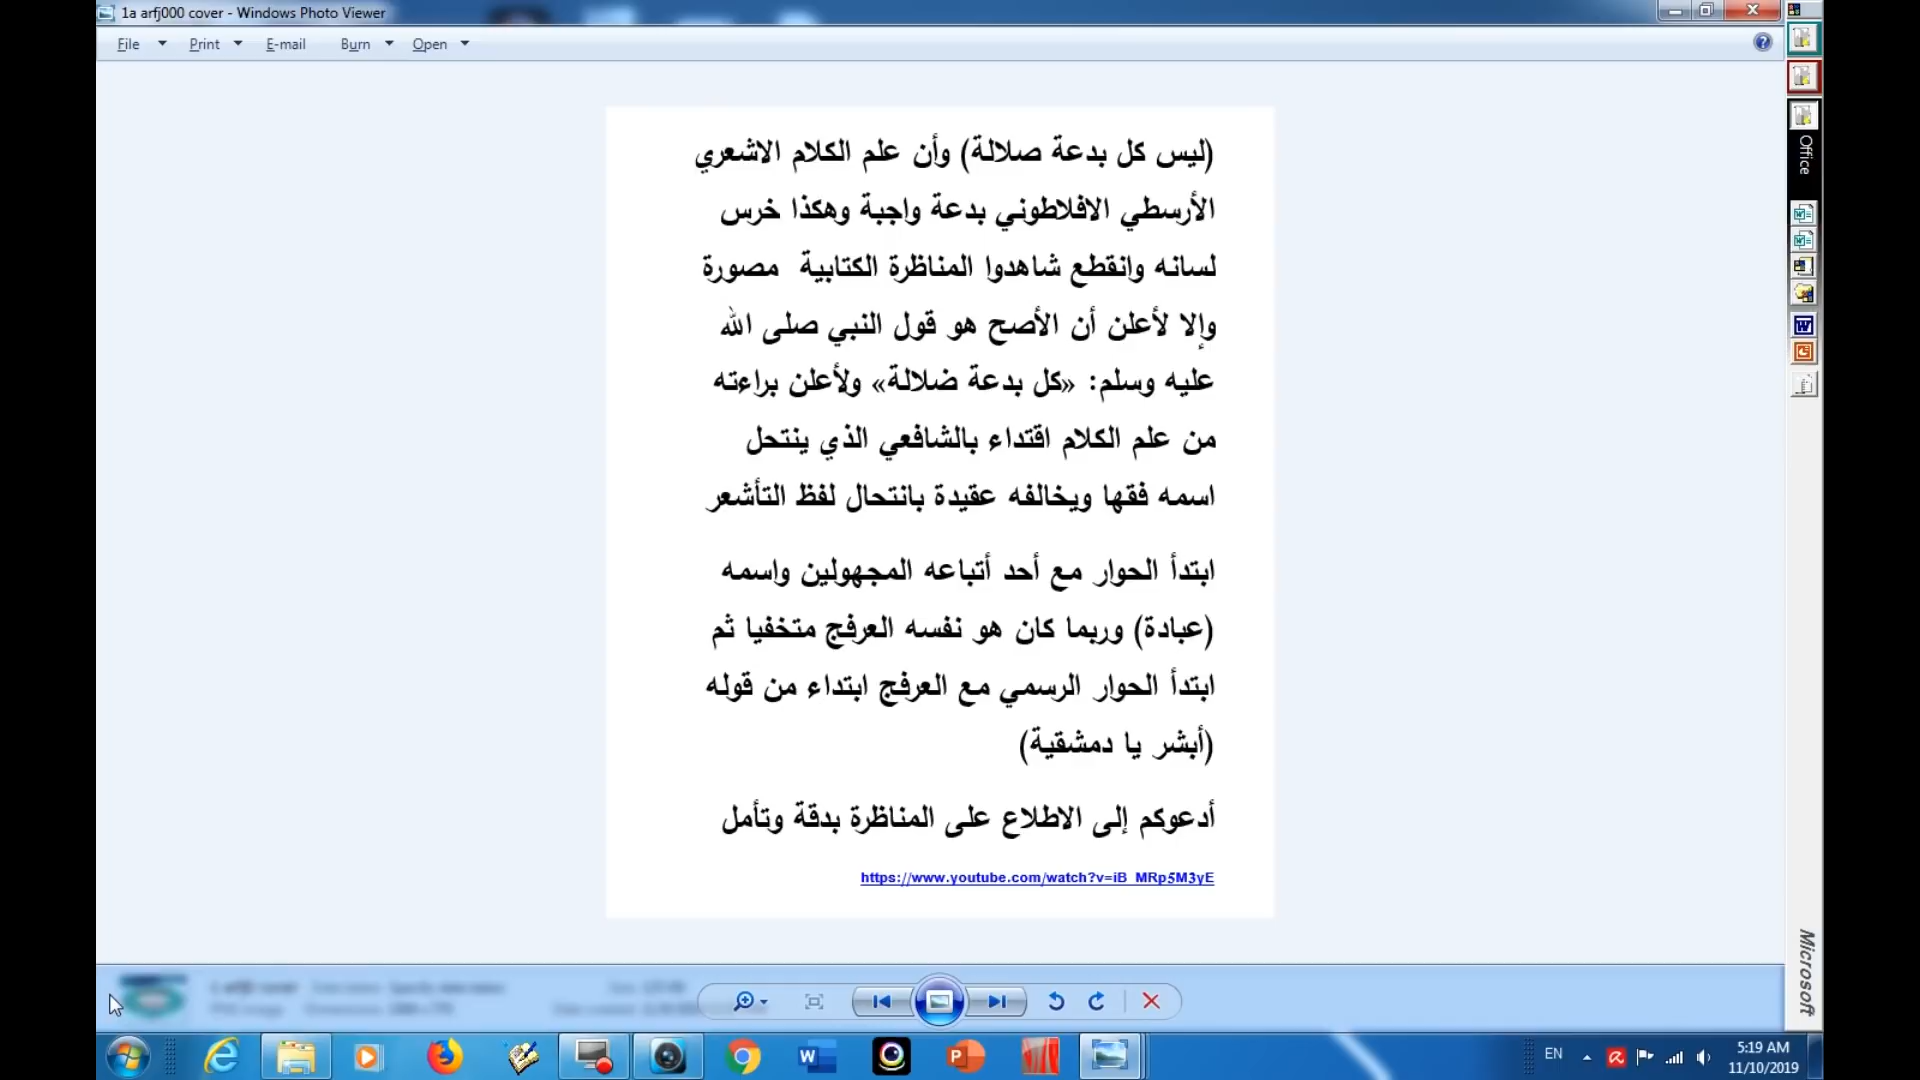 1a arfj000 cover - Windows Photo Viewer
File Print E-mail Burn Open
(ليس كل بدعة صلالة) وأن علم الكلام الاشعري
الأرسطي الافلاطوني بدعة واجبة وهكذا خرس
لسانه وانقطع شاهدوا المناظرة الكتابية مصورة
وإلا لأعلن أن الأصح هو قول النبي صلى الله
عليه وسلم: «كل بدعة ضلالة» ولأعلن براءته
من علم الكلام اقتداء بالشافعي الذي ينتحل
اسمه فقها ويخالفه عقيدة بانتحال لفظ التأشعر
ابتدأ الحوار مع أحد أتباعه المجهولين واسمه
(عبادة) وربما كان هو نفسه العرفج متخفيا ثم
ابتدأ الحوار الرسمي مع العرفج ابتداء من قوله
(أبشر يا دمشقية)
أدعوكم إلى الاطلاع على المناظرة بدقة وتأمل
https://www.youtube.com/watch?v=iB_MRp5M3yE
Office
Microsoft
EN
5:19 AM
11/10/2019